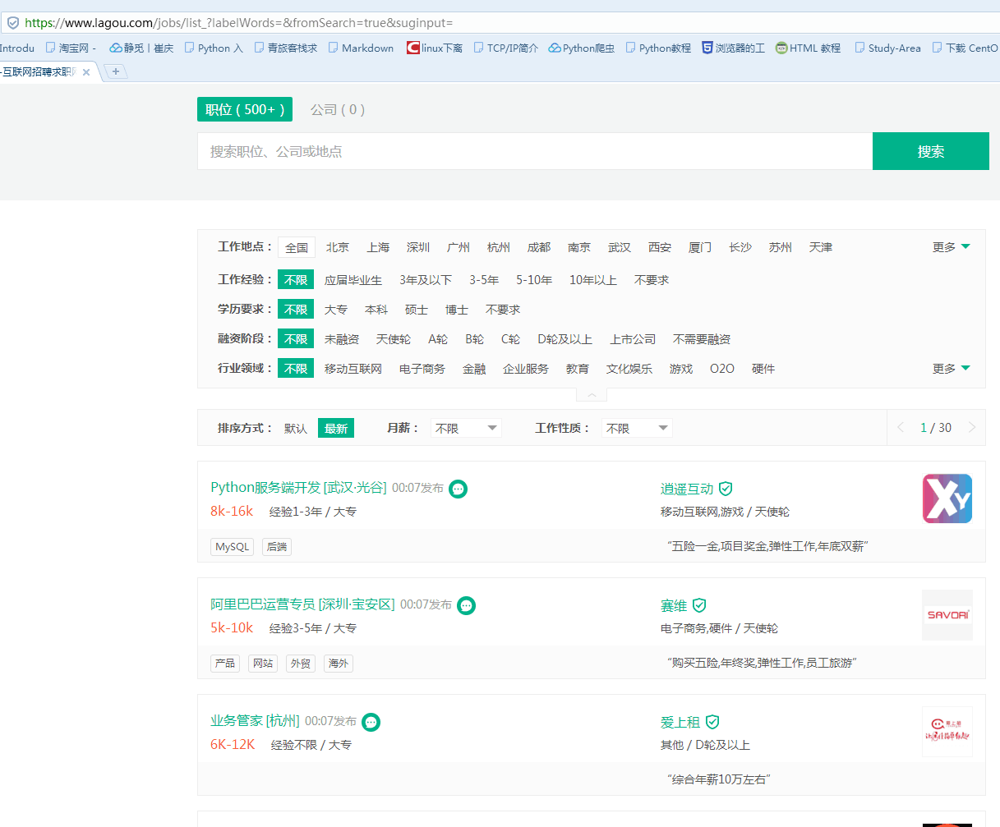 https://www.lagou.com/jobs/list_?labelWords=&fromSearch=true&suginput=
Introdu 淘宝网 - 静觅丨崔庆 Python 入 青旅客栈求 Markdown linux下斋 TCP/IP简介 Python爬虫 Python教程 浏览器的工 HTML 教程 Study-Area 下载 CentO
-互联网招聘求职
职位 ( 500+ ) 公司 ( 0 )
搜索职位、公司或地点 搜索
工作地点： 全国 北京 上海 深圳 广州 杭州 成都 南京 武汉 西安 厦门 长沙 苏州 天津 更多
工作经验： 不限 应届毕业生 3年及以下 3-5年 5-10年 10年以上 不要求
学历要求： 不限 大专 本科 硕士 博士 不要求
融资阶段： 不限 未融资 天使轮 A轮 B轮 C轮 D轮及以上 上市公司 不需要融资
行业领域： 不限 移动互联网 电子商务 金融 企业服务 教育 文化娱乐 游戏 O2O 硬件 更多
排序方式： 默认 最新 月薪： 不限 工作性质： 不限 1 / 30
Python服务端开发 [武汉·光谷] 00:07发布 逍遥互动 XY
8k-16k 经验1-3年 / 大专 移动互联网,游戏 / 天使轮
MySQL 后端 “五险一金,项目奖金,弹性工作,年底双薪”
阿里巴巴运营专员 [深圳·宝安区] 00:07发布 赛维 SAVORI
5k-10k 经验3-5年 / 大专 电子商务,硬件 / 天使轮
产品 网站 外贸 海外 “购买五险,年终奖,弹性工作,员工旅游”
业务管家 [杭州] 00:07发布 爱上租 爱上租
6K-12K 经验不限 / 大专 其他 / D轮及以上
“综合年薪10万左右”